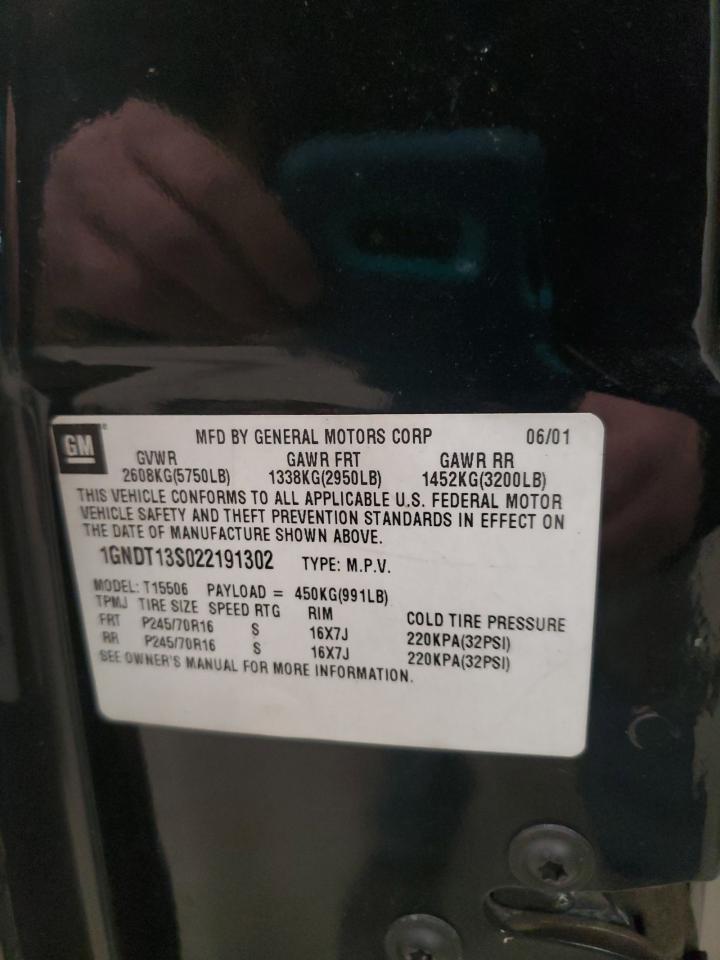 GM
MFD BY GENERAL MOTORS CORP 06/01
GVWR GAWR FRT GAWR RR
2608KG(5750LB) 1338KG(2950LB) 1452KG(3200LB)
THIS VEHICLE CONFORMS TO ALL APPLICABLE U.S. FEDERAL MOTOR
VEHICLE SAFETY AND THEFT PREVENTION STANDARDS IN EFFECT ON
THE DATE OF MANUFACTURE SHOWN ABOVE.
1GNDT13S022191302 TYPE: M.P.V.
MODEL: T15506 PAYLOAD = 450KG(991LB)
TPMJ TIRE SIZE SPEED RTG RIM COLD TIRE PRESSURE
FRT P245/70R16 S 16X7J 220KPA(32PSI)
RR P245/70R16 S 16X7J 220KPA(32PSI)
SEE OWNER'S MANUAL FOR MORE INFORMATION.